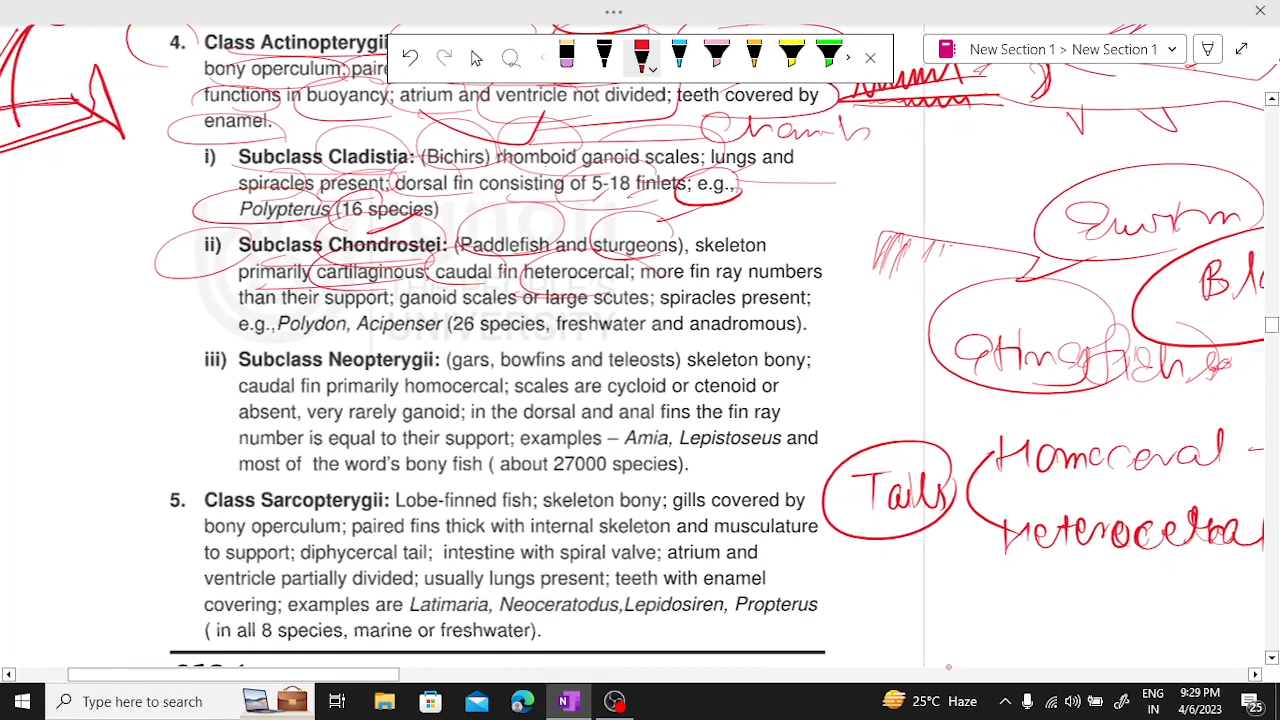 New Section 1 > New Section 1
4. Class Actinopterygii
bony operculum; paire
functions in buoyancy; atrium and ventricle not divided; teeth covered by
enamel.
i) Subclass Cladistia: (Bichirs) rhomboid ganoid scales; lungs and
spiracles present; dorsal fin consisting of 5-18 finlets; e.g.,
Polypterus (16 species)
ii) Subclass Chondrostei: (Paddlefish and sturgeons), skeleton
primarily cartilaginous; caudal fin heterocercal; more fin ray numbers
than their support; ganoid scales or large scutes; spiracles present;
e.g.,Polydon, Acipenser (26 species, freshwater and anadromous).
THE PEOPLE'S
UNIVERSITY
iii) Subclass Neopterygii: (gars, bowfins and teleosts) skeleton bony;
caudal fin primarily homocercal; scales are cycloid or ctenoid or
absent, very rarely ganoid; in the dorsal and anal fins the fin ray
number is equal to their support; examples – Amia, Lepistoseus and
most of the word's bony fish ( about 27000 species).
5. Class Sarcopterygii: Lobe-finned fish; skeleton bony; gills covered by
bony operculum; paired fins thick with internal skeleton and musculature
to support; diphycercal tail; intestine with spiral valve; atrium and
ventricle partially divided; usually lungs present; teeth with enamel
covering; examples are Latimaria, Neoceratodus,Lepidosiren, Propterus
( in all 8 species, marine or freshwater).
Tails
Type here to search
25°C Haze
ENG
IN
9:29 PM
4/6/2023
25